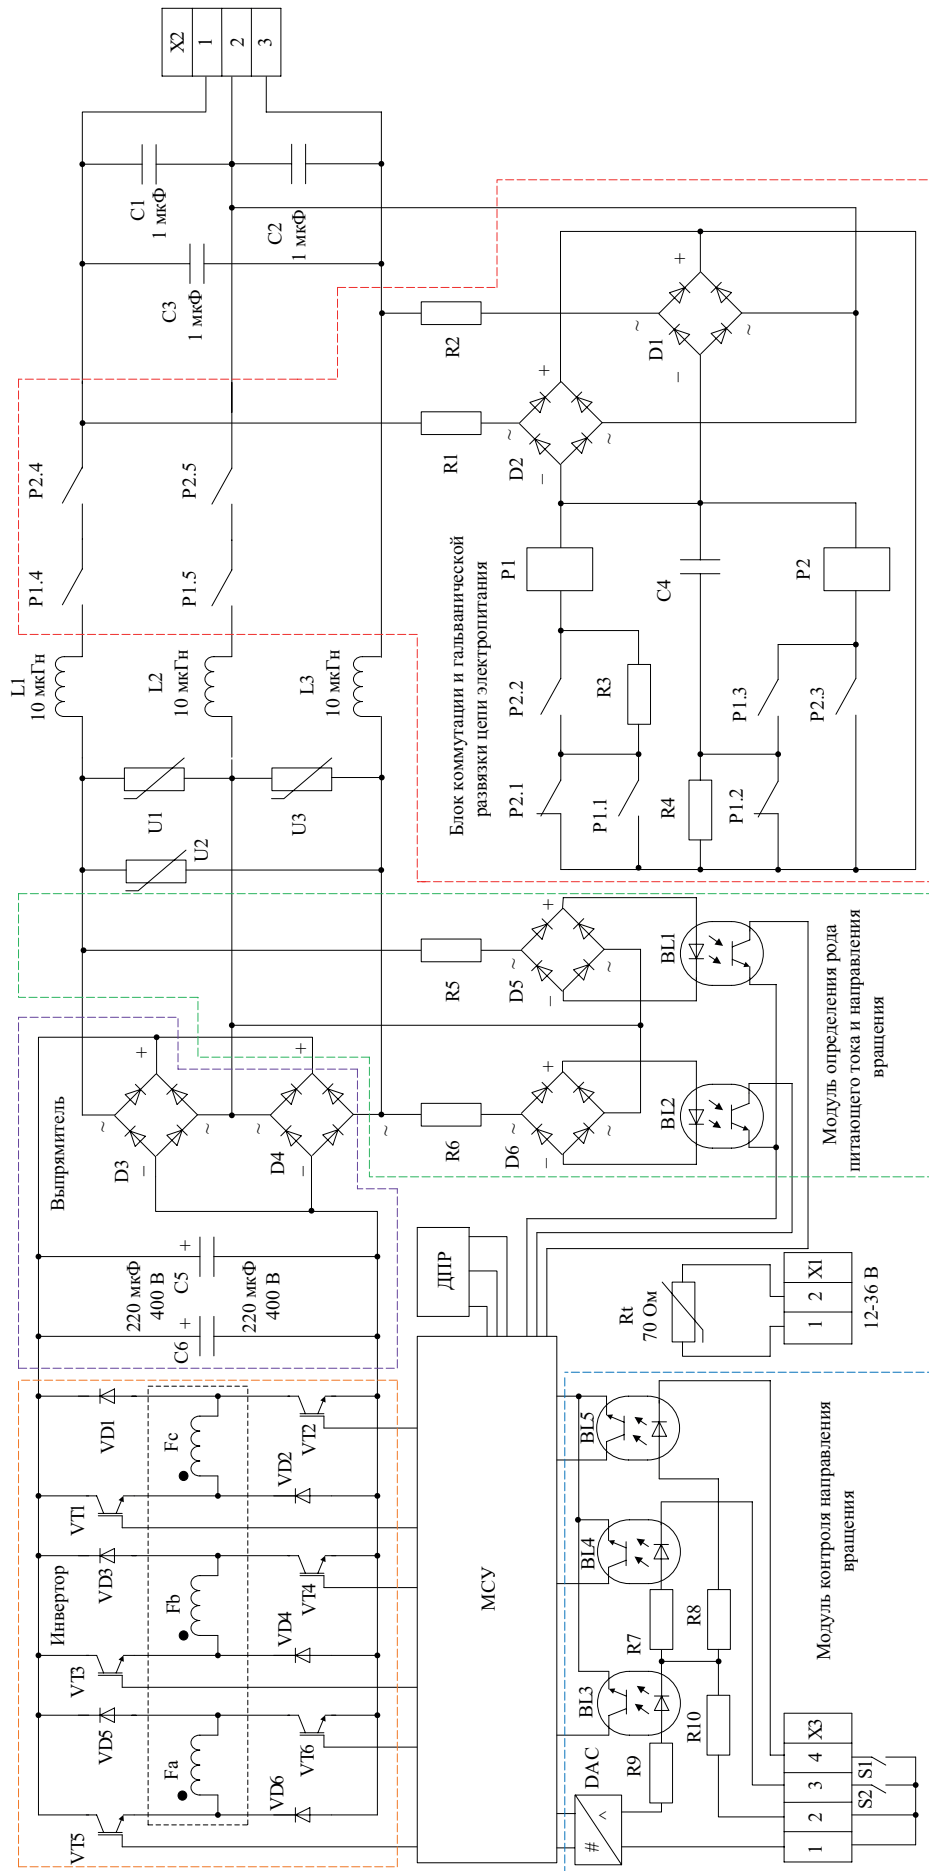 X2
1
2
3
C1
1 мкФ
C2
1 мкФ
C3
1 мкФ
P2.4
P2.5
P1.4
P1.5
L1
10 мкГн
L2
10 мкГн
L3
10 мкГн
U1
U2
U3
R1
R2
~
+
−
~
D1
~
+
−
~
D2
Блок коммутации и гальванической
развязки цепи электропитания
P1
P2
C4
R3
R4
P2.2
P2.1
P1.1
P1.3
P2.3
P1.2
Выпрямитель
~
+
−
~
D3
~
+
−
~
D4
220 мкФ
400 В
C5
+
220 мкФ
400 В
C6
+
R5
R6
~
+
−
~
D5
~
+
−
~
D6
BL1
BL2
Модуль определения рода
питающего тока и направления
вращения
Инвертор
VD1
VT1
VD2
VT2
Fc
VD3
VT3
VD4
VT4
Fb
VD5
VT5
VD6
VT6
Fa
МСУ
ДПР
Rt
70 Ом
1
2
X1
12-36 В
BL5
BL4
BL3
R7
R8
R9
R10
DAC
#
^
Модуль контроля направления
вращения
1
2
3
4
X3
S2
S1